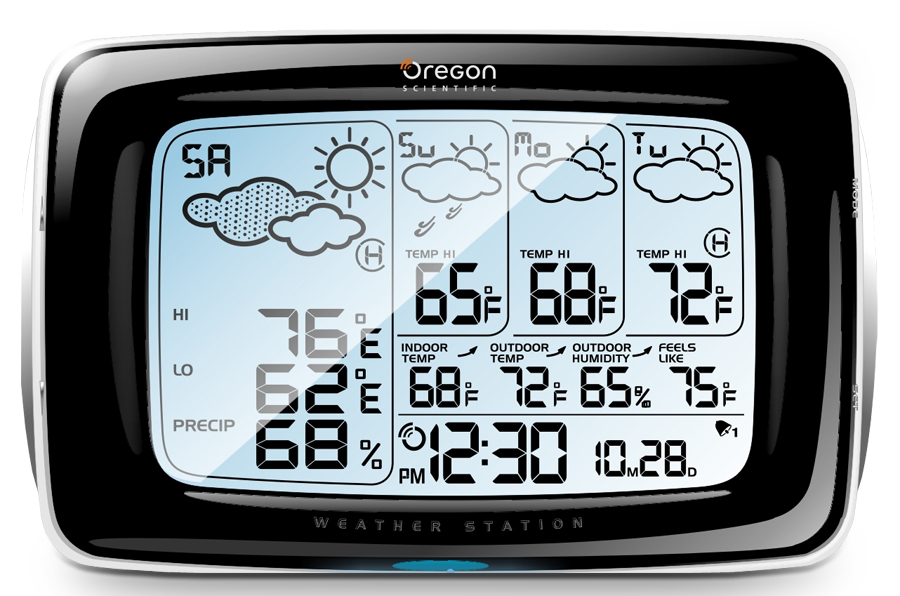 Oregon
SCIENTIFIC
SA
Su
Mo
Tu
H
TEMP HI
TEMP HI
TEMP HI
H
65°F
68°F
72°F
HI
76°E
LO
62°E
PRECIP
68%
INDOOR TEMP
OUTDOOR TEMP
OUTDOOR HUMIDITY
FEELS LIKE
68°F
72°F
65%
75°F
PM 12:30
10M28D
1
WEATHER STATION
MODE
SET